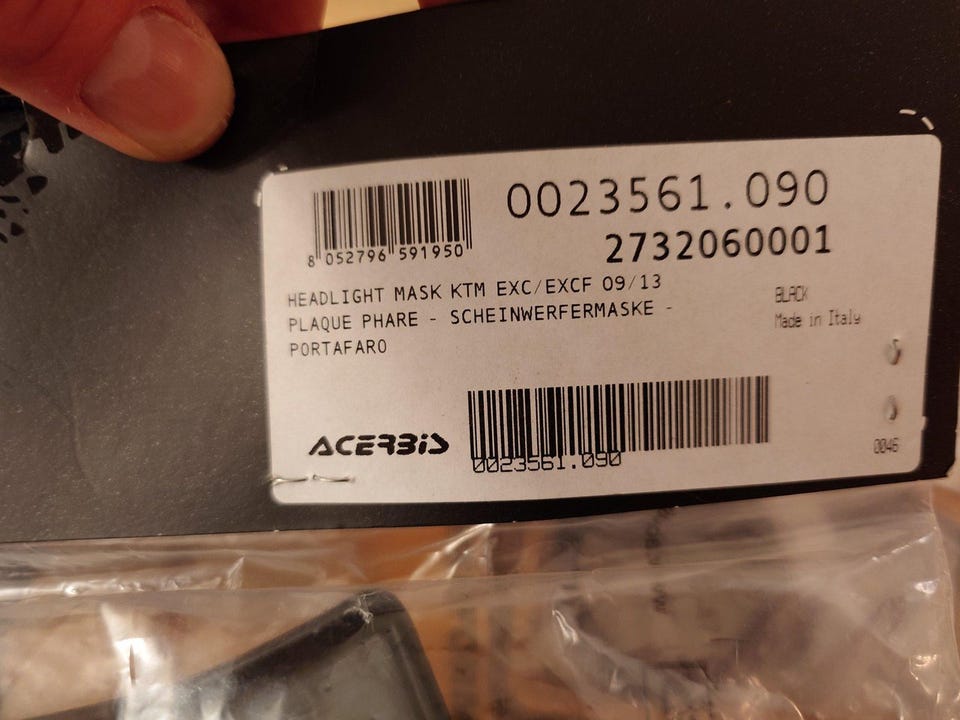 0023561.090
2732060001
8 052796 591950
HEADLIGHT MASK KTM EXC/EXCF 09/13
PLAQUE PHARE - SCHEINWERFERMASKE -
PORTAFARO
BLACK
Made in Italy
ACERBIS
0023561.090
0046